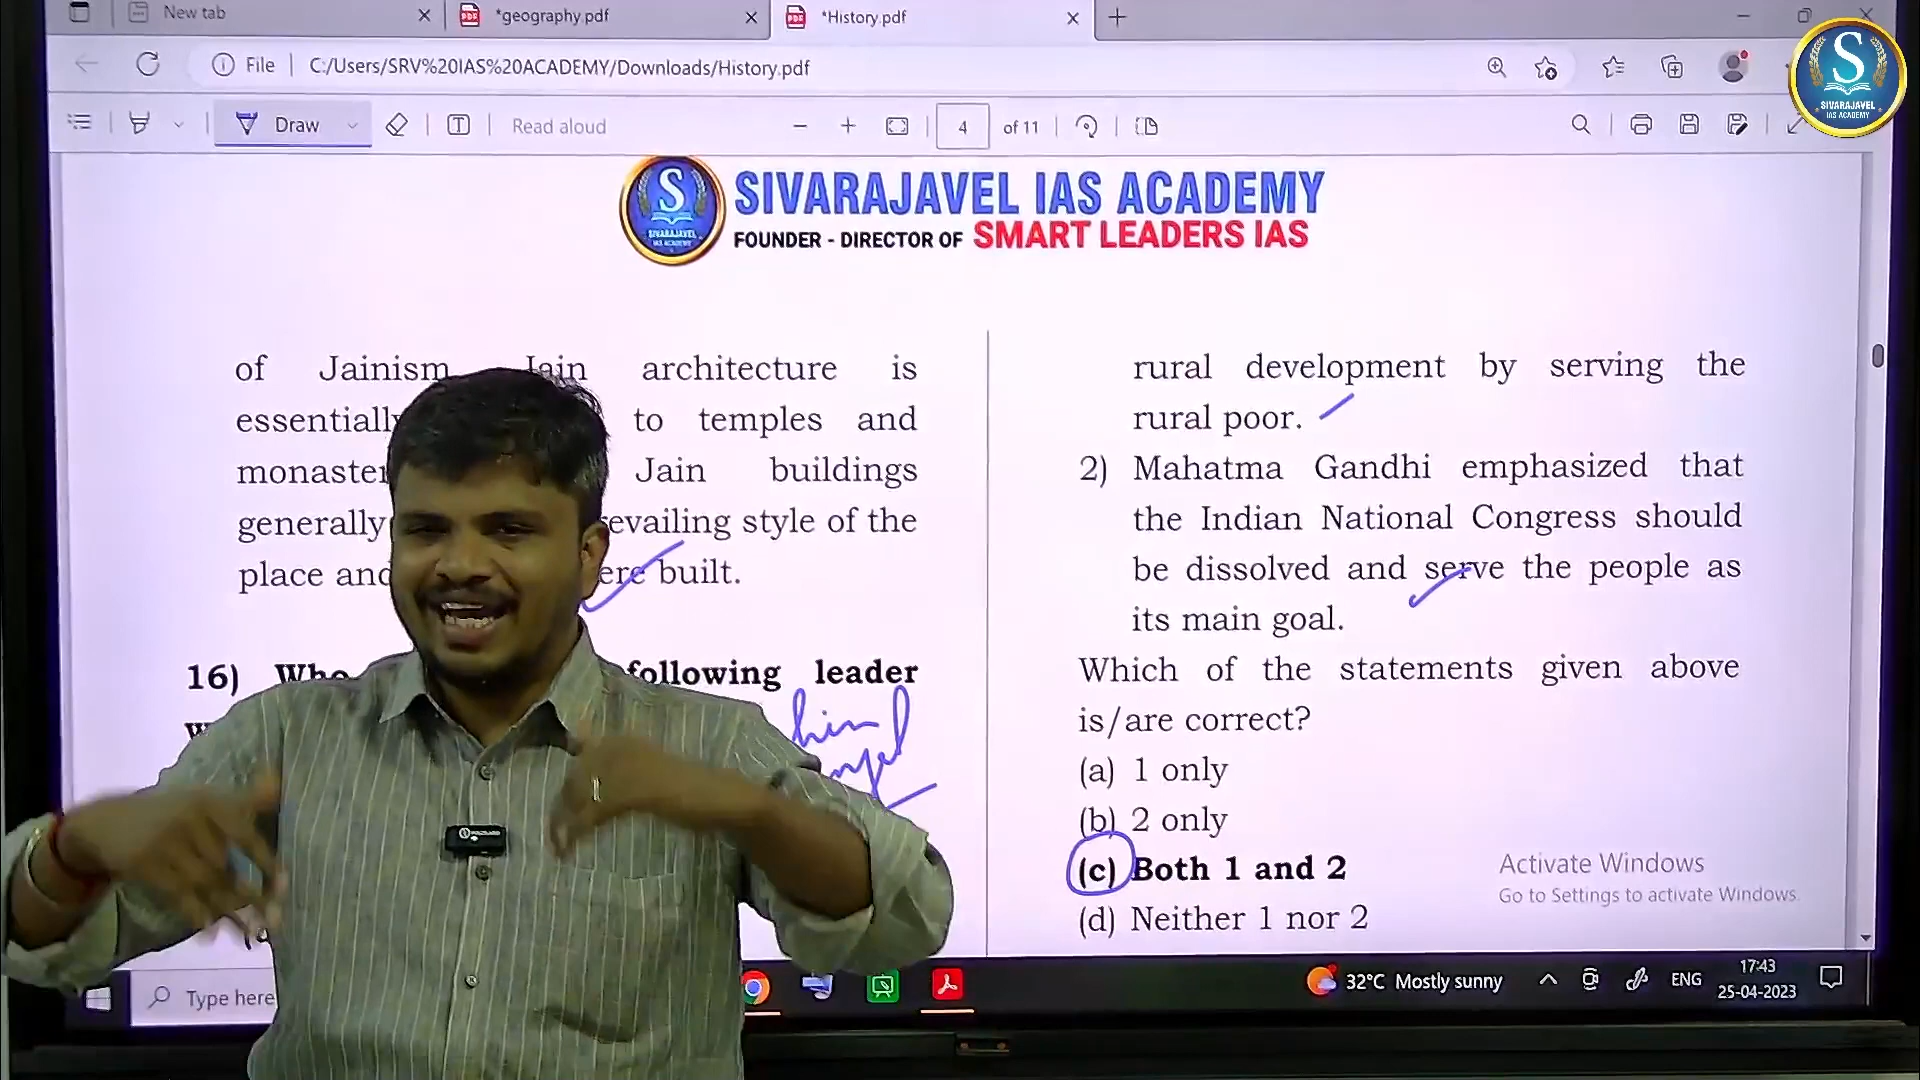 New tab
*geography.pdf
*History.pdf
File
C:/Users/SRV%20IAS%20ACADEMY/Downloads/History.pdf
Draw
Read aloud
4 of 11
S
SIVARAJAVEL
IAS ACADEMY
S
SIVARAJAVEL
IAS ACADEMY
SIVARAJAVEL IAS ACADEMY
FOUNDER - DIRECTOR OF SMART LEADERS IAS
of Jainism Jain architecture is
essentially to temples and
Jain buildings
generally style of the
place and built.
16) following leader
rural development by serving the
rural poor.
2) Mahatma Gandhi emphasized that
the Indian National Congress should
be dissolved and serve the people as
its main goal.
Which of the statements given above
is/are correct?
(a) 1 only
(b) 2 only
(c) Both 1 and 2
(d) Neither 1 nor 2
Activate Windows
Go to Settings to activate Windows.
Type here
32°C Mostly sunny
ENG
17:43
25-04-2023